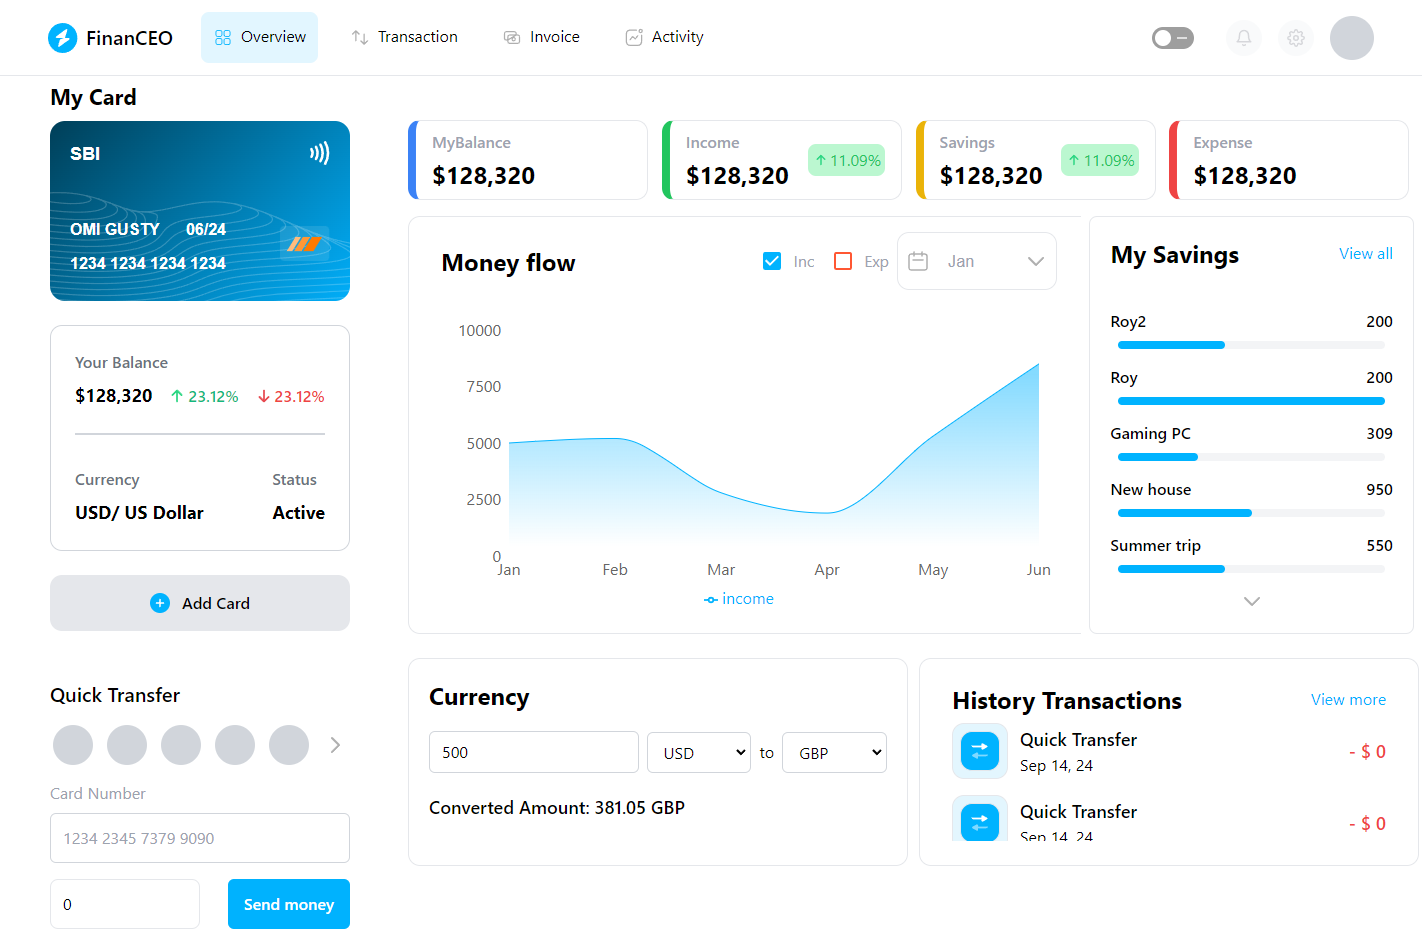 FinanCEO
Overview
Transaction
Invoice
Activity
My Card
SBI
OMI GUSTY 06/24
1234 1234 1234 1234
Your Balance
$128,320 23.12% 23.12%
Currency Status
USD/ US Dollar Active
Add Card
Quick Transfer
Card Number
1234 2345 7379 9090
0
Send money
MyBalance
$128,320
Income
$128,320
11.09%
Savings
$128,320
11.09%
Expense
$128,320
Money flow
Inc
Exp
Jan
10000
7500
5000
2500
0
Jan Feb Mar Apr May Jun
income
My Savings
View all
Roy2 200
Roy 200
Gaming PC 309
New house 950
Summer trip 550
Currency
500
USD
to
GBP
Converted Amount: 381.05 GBP
History Transactions
View more
Quick Transfer
Sep 14, 24
- $ 0
Quick Transfer
Sep 14, 24
- $ 0